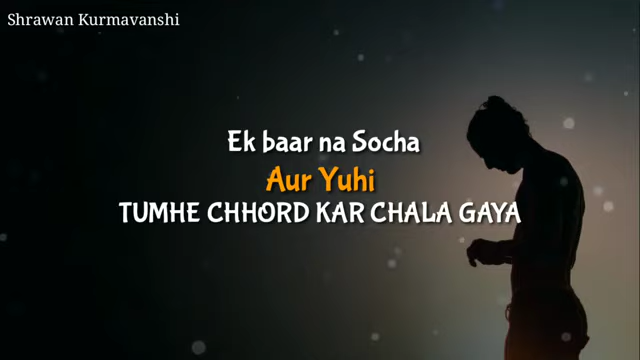 Shrawan Kurmavanshi
Ek baar na Socha
Aur Yuhi
TUMHE CHHORD KAR CHALA GAYA